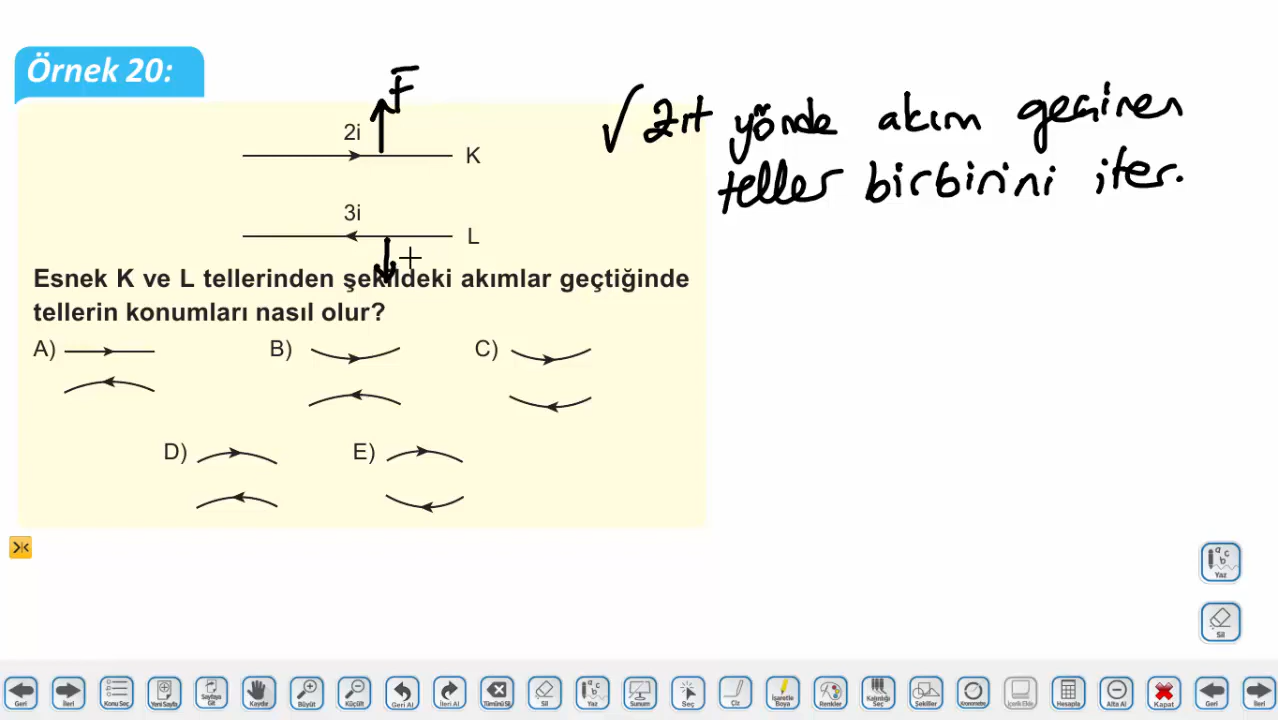 Örnek 20:
F
2i
K
3i
L
√ Zıt yönde akım geçiren
teller birbirini iter.
Esnek K ve L tellerinden şekildeki akımlar geçtiğinde
tellerin konumları nasıl olur?
A) B) C)
D) E)
a b c
Yaz
Sil
Geri İleri Konu Seç Yeni Sayfa Sayfaya Git Kaydır Büyüt Küçült Geri Al İleri Al Tümünü Sil Sil Yaz Sunum Seç Çiz İşaretle Boya Renkler Kalınlığı Seç Şekiller Kronometre İçerik Ekle Hesapla Alta Al Kapat Geri İleri